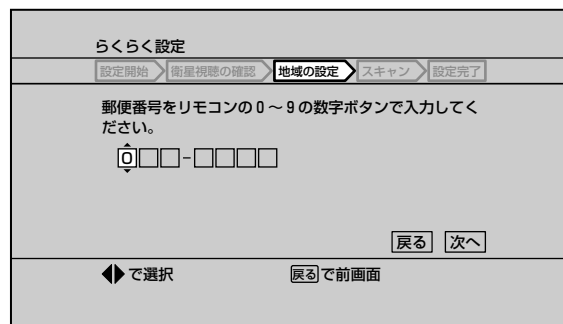 らくらく設定
設定開始 衛星視聴の確認 地域の設定 スキャン 設定完了
郵便番号をリモコンの0～9の数字ボタンで入力してく
ださい。
0□□-□□□□
戻る 次へ
で選択 戻るで前画面